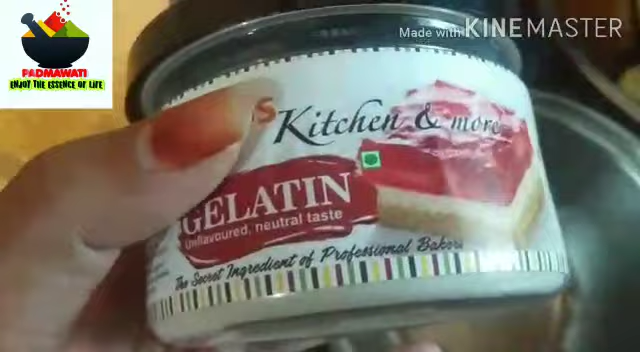 Made with KINEMASTER
PADMAWATI
ENJOY THE ESSENCE OF LIFE
Kitchen & more
GELATIN
Unflavoured, neutral taste
The Secret Ingredient of Professional Bakers